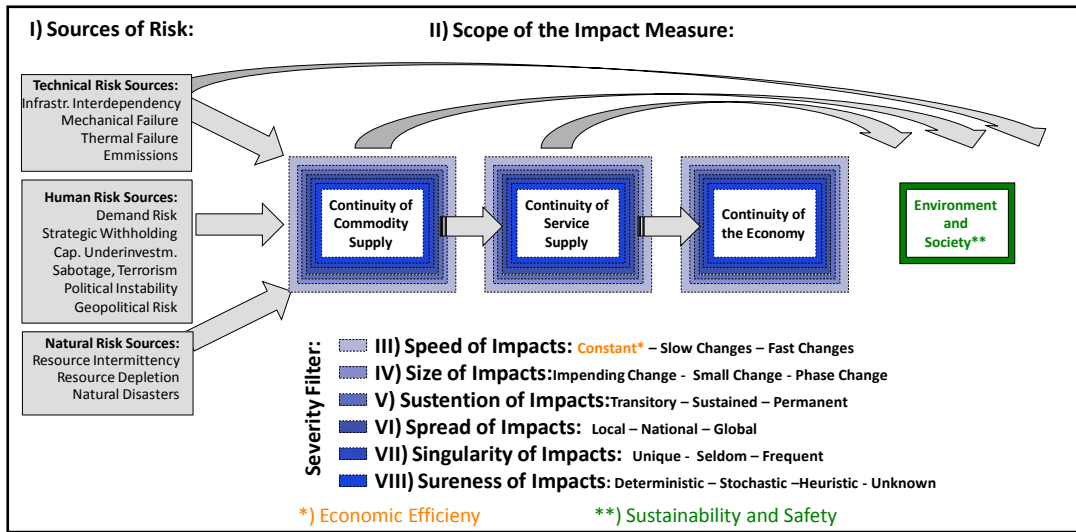 I) Sources of Risk:
II) Scope of the Impact Measure:
Technical Risk Sources:
Infrastr. Interdependency
Mechanical Failure
Thermal Failure
Emmissions
Human Risk Sources:
Demand Risk
Strategic Withholding
Cap. Underinvestm.
Sabotage, Terrorism
Political Instability
Geopolitical Risk
Natural Risk Sources:
Resource Intermittency
Resource Depletion
Natural Disasters
Continuity of
Commodity
Supply
Continuity of
Service
Supply
Continuity of
the Economy
Environment
and
Society**
Severity Filter:
III) Speed of Impacts: Constant* – Slow Changes – Fast Changes
IV) Size of Impacts:Impending Change - Small Change - Phase Change
V) Sustention of Impacts:Transitory – Sustained – Permanent
VI) Spread of Impacts: Local – National – Global
VII) Singularity of Impacts: Unique - Seldom – Frequent
VIII) Sureness of Impacts: Deterministic – Stochastic –Heuristic - Unknown
*) Economic Efficieny
**) Sustainability and Safety